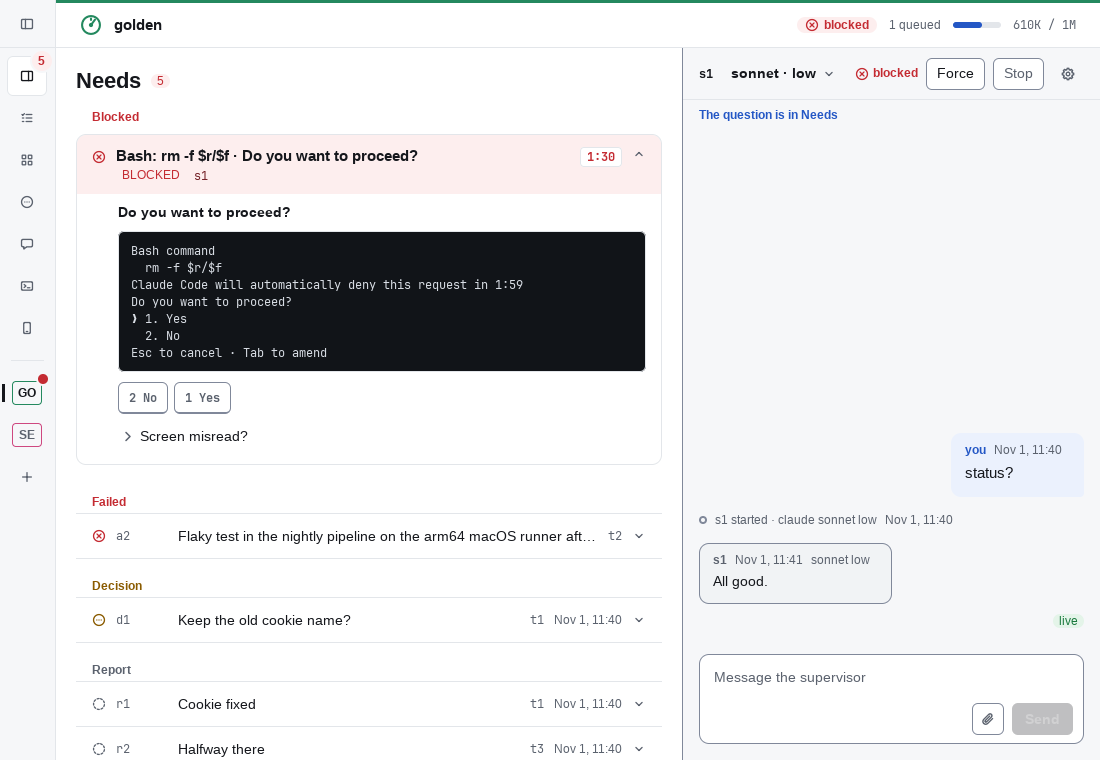 golden
blocked
1 queued
610K / 1M
5
Needs 5
Blocked
Bash: rm -f $r/$f · Do you want to proceed?
1:30
BLOCKED s1
Do you want to proceed?
Bash command
rm -f $r/$f
Claude Code will automatically deny this request in 1:59
Do you want to proceed?
❯ 1. Yes
2. No
Esc to cancel · Tab to amend
2 No
1 Yes
Screen misread?
Failed
a2 Flaky test in the nightly pipeline on the arm64 macOS runner aft… t2
Decision
d1 Keep the old cookie name? t1 Nov 1, 11:40
Report
r1 Cookie fixed t1 Nov 1, 11:40
r2 Halfway there t3 Nov 1, 11:40
GO
SE
s1 sonnet · low
blocked
Force
Stop
The question is in Needs
you Nov 1, 11:40
status?
s1 started · claude sonnet low Nov 1, 11:40
s1 Nov 1, 11:41 sonnet low
All good.
live
Message the supervisor
Send